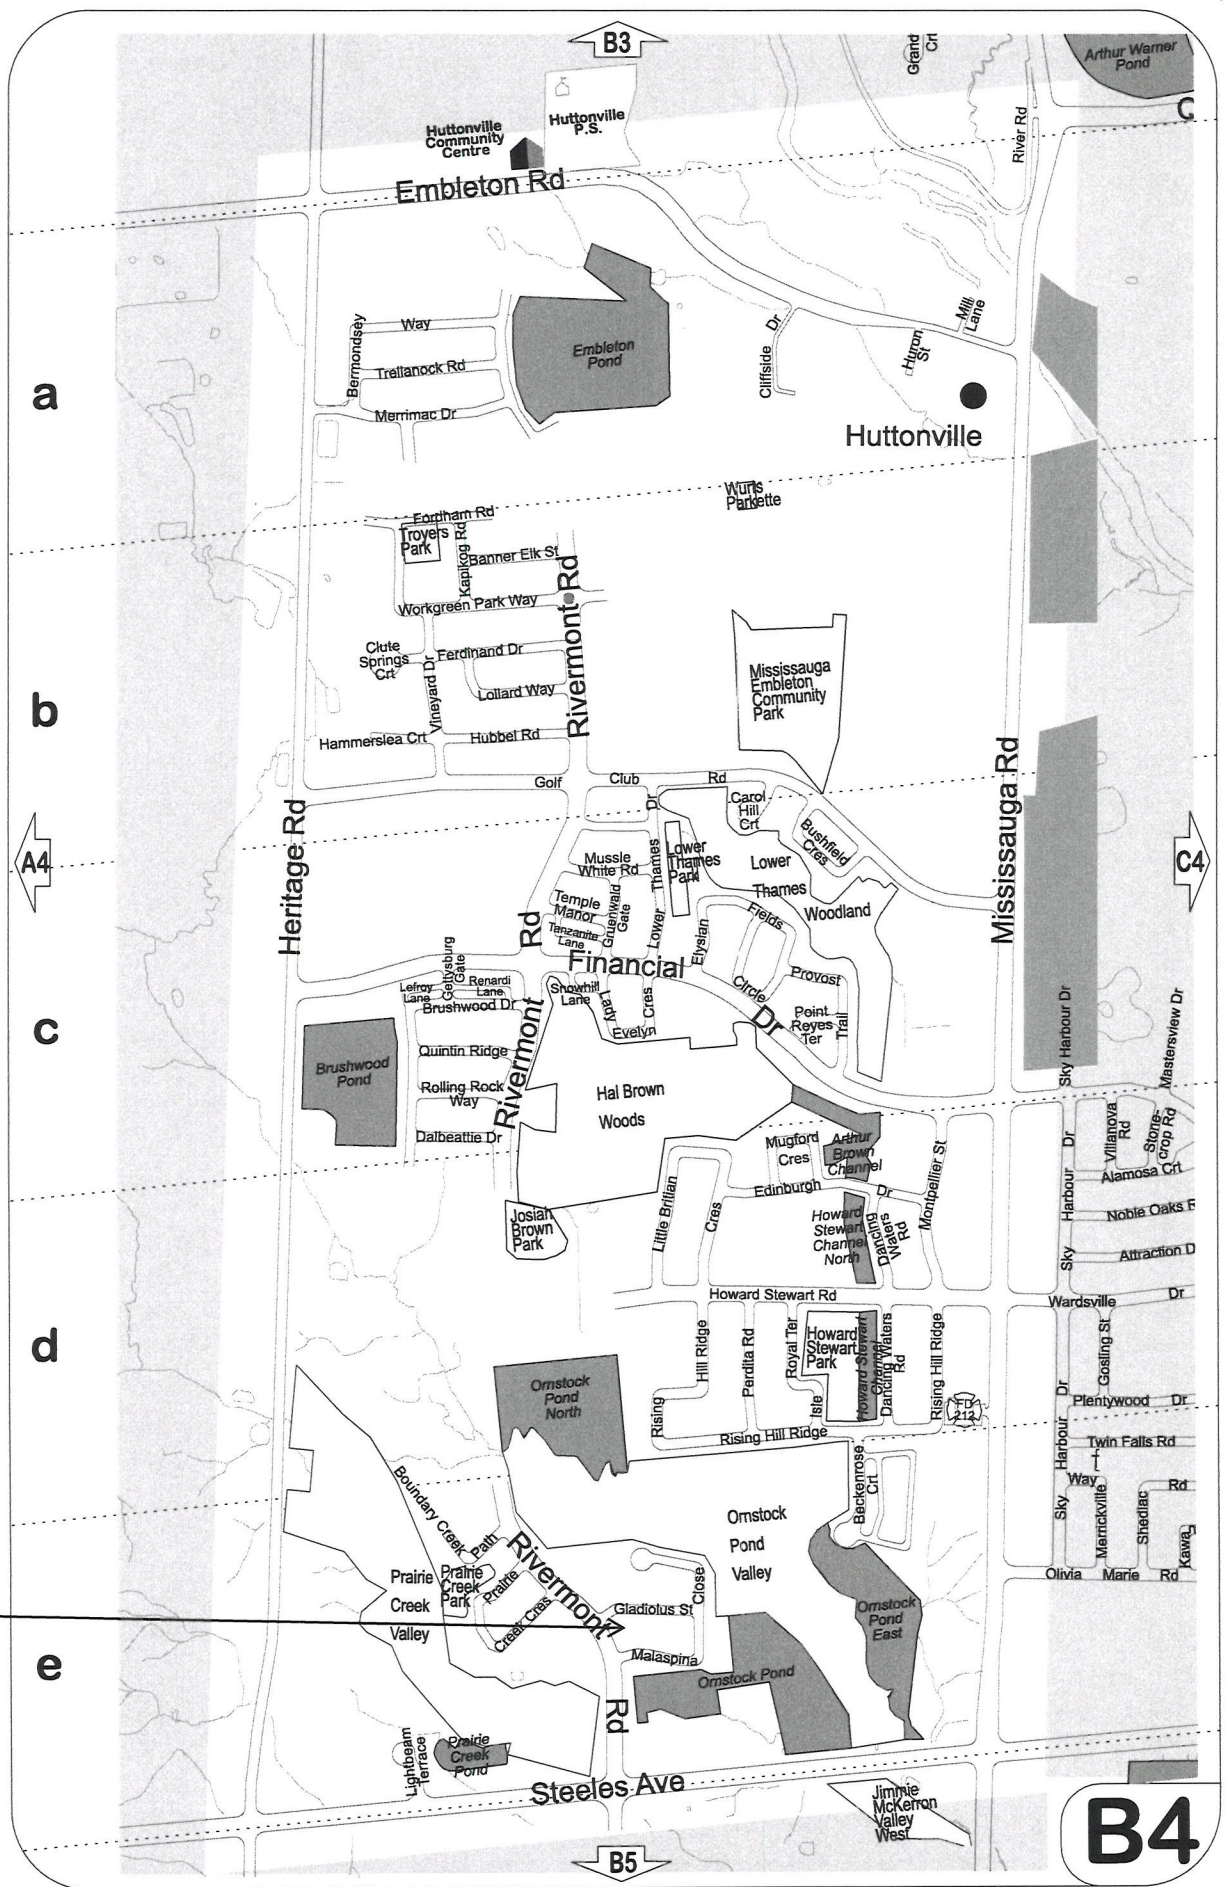 B3
Grand
Crt
Arthur Warner
Pond
Huttonville
P.S.
Huttonville
Community
Centre
River Rd
Embleton Rd
Mill
Lane
Dr
Cliffside
Huron
St
Embleton
Pond
Way
Bermondsey
Trellanock Rd
Merrimac Dr
a
Huttonville
Wurls
Parkette
Fordham Rd
Troyers
Park
Kapikog Rd
Banner Elk St
Rivermont Rd
Workgreen Park Way
Clute
Springs
Crt
Ferdinand Dr
Vineyard Dr
Lollard Way
Mississauga
Embleton
Community
Park
b
Hammerslea Crt
Hubbel Rd
Golf
Club
Rd
Mississauga Rd
Heritage Rd
A4
C4
Carol
Hill
Crt
Bushfield
Cres
Dr
Thames
Lower
Lower
Thames
Park
Lower
Thames
Woodland
Mussle
White Rd
Temple
Manor
Tanzanite
Lane
Gruenwald
Gate
Elysian
Fields
Circle
Provost
Trail
Point
Reyes
Ter
Rd
Financial
Dr
Gettysburg
Gate
Lefroy
Lane
Renardi
Lane
Brushwood Dr
Snowhill
Lane
Lady
Evelyn
Cres
Sky Harbour Dr
Mastersview Dr
c
Brushwood
Pond
Quintin Ridge
Rolling Rock
Way
Dalbeattie Dr
Rivermont
Hal Brown
Woods
Mugford
Cres
Arthur
Brown
Channel
Montpellier St
Villanova
Rd
Stone-
crop Rd
Alamosa Crt
Dr
Harbour
Sky
Noble Oaks R
Attraction D
Edinburgh
Dr
Little Britian
Cres
Josiah
Brown
Park
Howard
Stewart
Channel
North
Dancing
Waters
Rd
Howard Stewart Rd
Wardsville
Dr
d
Hill Ridge
Rising
Perdita Rd
Royal Ter
Isle
Howard
Stewart
Park
Howard Stewart
Channel
Dancing Waters
Rd
Rising Hill Ridge
FD
212
Gosling St
Plentywood
Dr
Dr
Harbour
Sky
Twin Falls Rd
Way
Merrickville
Shediac
Rd
Kawa
Olivia
Marie
Rd
Ornstock
Pond
North
Rising Hill Ridge
Beckenrose
Crt
Ornstock
Pond
Valley
Boundary Creek
Path
Prairie
Creek
Valley
Prairie
Creek
Park
Prairie
Creek Cres
Rivermont
Rd
Close
Gladiolus St
Malaspina
Ornstock
Pond
East
Ornstock Pond
e
Lightbeam
Terrace
Prairie
Creek
Pond
Steeles Ave
Jimmie
McKerron
Valley
West
B4
B5